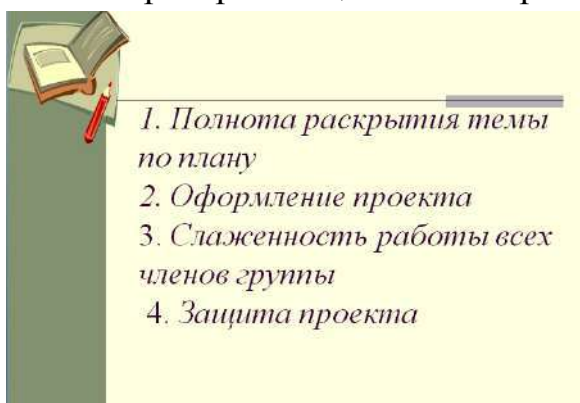 1. Полнота раскрытия темы
по плану
2. Оформление проекта
3. Слаженность работы всех
членов группы
4. Защита проекта